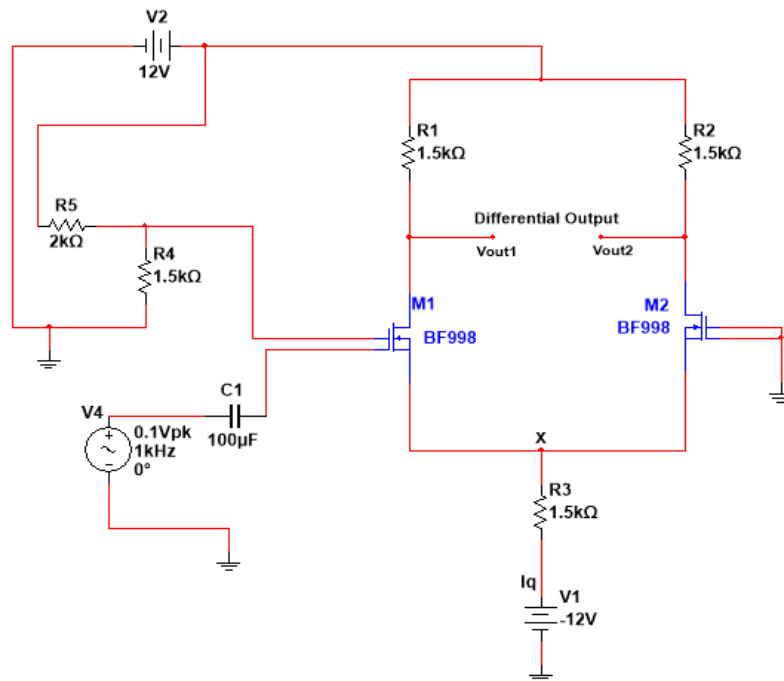 V2
12V
R1
1.5kΩ
R2
1.5kΩ
R5
2kΩ
R4
1.5kΩ
Differential Output
Vout1
Vout2
M1
BF998
M2
BF998
C1
100µF
V4
0.1Vpk
1kHz
0°
X
R3
1.5kΩ
Iq
V1
-12V